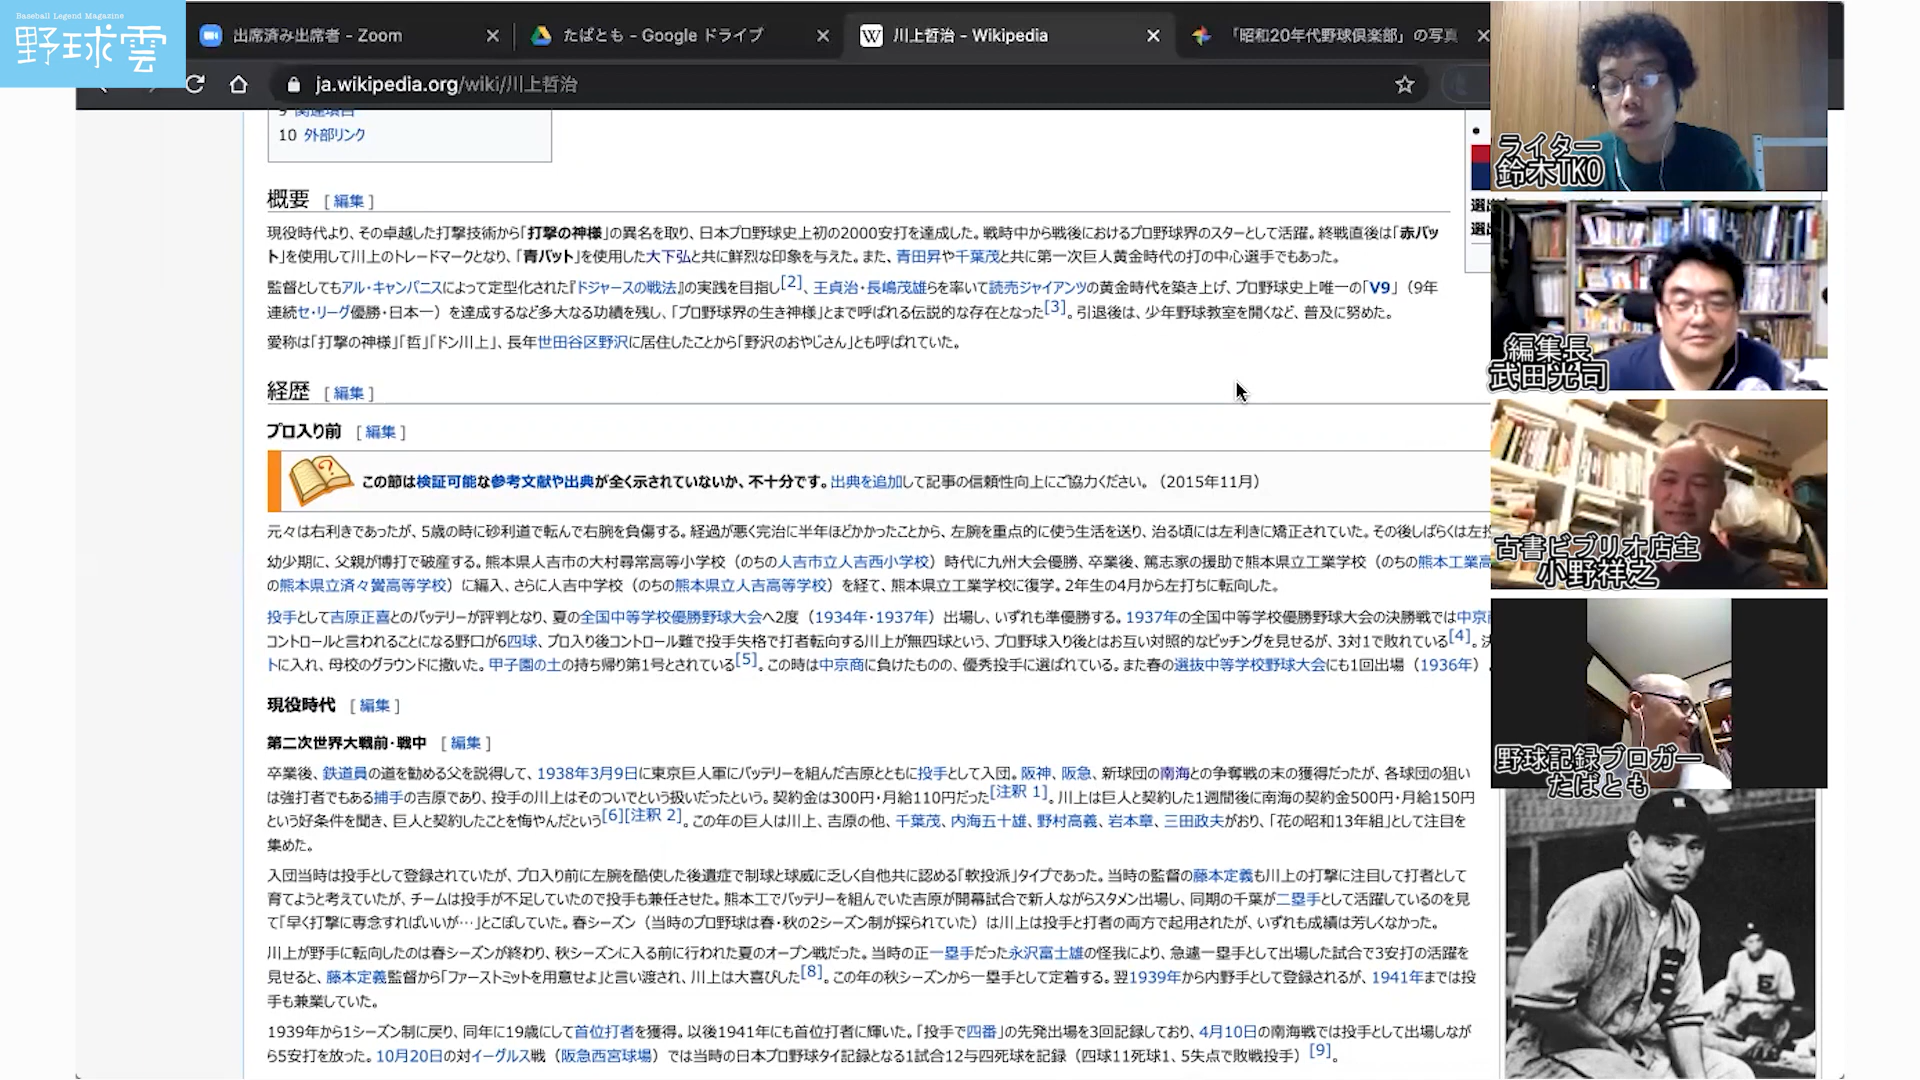 Baseball Legend Magazine
野球雲
出席済み出席者 - Zoom
たばとも - Google ドライブ
川上哲治 - Wikipedia
「昭和20年代野球倶楽部」の写真
ja.wikipedia.org/wiki/川上哲治
9 関連項目
10 外部リンク
概要 [ 編集 ]
現役時代より、その卓越した打撃技術から「打撃の神様」の異名を取り、日本プロ野球史上初の2000安打を達成した。戦時中から戦後におけるプロ野球界のスターとして活躍。終戦直後は「赤バッ
ト」を使用して川上のトレードマークとなり、「青バット」を使用した大下弘と共に鮮烈な印象を与えた。また、青田昇や千葉茂と共に第一次巨人黄金時代の打の中心選手でもあった。
監督としてもアル・キャンパニスによって定型化された『ドジャースの戦法』の実践を目指し[2]、王貞治・長嶋茂雄らを率いて読売ジャイアンツの黄金時代を築き上げ、プロ野球史上唯一の「V9」（9年
連続セ・リーグ優勝・日本一）を達成するなど多大なる功績を残し、「プロ野球界の生き神様」とまで呼ばれる伝説的な存在となった[3]。引退後は、少年野球教室を開くなど、普及に努めた。
愛称は「打撃の神様」「哲」「ドン川上」、長年世田谷区野沢に居住したことから「野沢のおやじさん」とも呼ばれていた。
経歴 [ 編集 ]
プロ入り前 [ 編集 ]
この節は検証可能な参考文献や出典が全く示されていないか、不十分です。出典を追加して記事の信頼性向上にご協力ください。（2015年11月）
元々は右利きであったが、5歳の時に砂利道で転んで右腕を負傷する。経過が悪く完治に半年ほどかかったことから、左腕を重点的に使う生活を送り、治る頃には左利きに矯正されていた。その後しばらくは左投
幼少期に、父親が博打で破産する。熊本県人吉市の大村尋常高等小学校（のちの人吉市立人吉西小学校）時代に九州大会優勝、卒業後、篤志家の援助で熊本県立工業学校（のちの熊本工業高
の熊本県立済々黌高等学校）に編入、さらに人吉中学校（のちの熊本県立人吉高等学校）を経て、熊本県立工業学校に復学。2年生の4月から左打ちに転向した。
投手として吉原正喜とのバッテリーが評判となり、夏の全国中等学校優勝野球大会へ2度（1934年・1937年）出場し、いずれも準優勝する。1937年の全国中等学校優勝野球大会の決勝戦では中京商
コントロールと言われることになる野口が6四球、プロ入り後コントロール難で投手失格で打者転向する川上が無四球という、プロ野球入り後とはお互い対照的なピッチングを見せるが、3対1で敗れている[4]。決
トに入れ、母校のグラウンドに撒いた。甲子園の土の持ち帰り第1号とされている[5]。この時は中京商に負けたものの、優秀投手に選ばれている。また春の選抜中等学校野球大会にも1回出場（1936年）
現役時代 [ 編集 ]
第二次世界大戦前・戦中 [ 編集 ]
卒業後、鉄道員の道を勧める父を説得して、1938年3月9日に東京巨人軍にバッテリーを組んだ吉原とともに投手として入団。阪神、阪急、新球団の南海との争奪戦の末の獲得だったが、各球団の狙い
は強打者でもある捕手の吉原であり、投手の川上はそのついでという扱いだったという。契約金は300円・月給110円だった[注釈 1]。川上は巨人と契約した1週間後に南海の契約金500円・月給150円
という好条件を聞き、巨人と契約したことを悔やんだという[6][注釈 2]。この年の巨人は川上、吉原の他、千葉茂、内海五十雄、野村高義、岩本章、三田政夫がおり、「花の昭和13年組」として注目を
集めた。
入団当時は投手として登録されていたが、プロ入り前に左腕を酷使した後遺症で制球と球威に乏しく自他共に認める「軟投派」タイプであった。当時の監督の藤本定義も川上の打撃に注目して打者として
育てようと考えていたが、チームは投手が不足していたので投手も兼任させた。熊本工でバッテリーを組んでいた吉原が開幕試合で新人ながらスタメン出場し、同期の千葉が二塁手として活躍しているのを見
て「早く打撃に専念すればいいが…」とこぼしていた。春シーズン（当時のプロ野球は春・秋の2シーズン制が採られていた）は川上は投手と打者の両方で起用されたが、いずれも成績は芳しくなかった。
川上が野手に転向したのは春シーズンが終わり、秋シーズンに入る前に行われた夏のオープン戦だった。当時の正一塁手だった永沢富士雄の怪我により、急遽一塁手として出場した試合で3安打の活躍を
見せると、藤本定義監督から「ファーストミットを用意せよ」と言い渡され、川上は大喜びした[8]。この年の秋シーズンから一塁手として定着する。翌1939年から内野手として登録されるが、1941年までは投
手も兼業していた。
1939年から1シーズン制に戻り、同年に19歳にして首位打者を獲得。以後1941年にも首位打者に輝いた。「投手で四番」の先発出場を3回記録しており、4月10日の南海戦では投手として出場しなが
ら5安打を放った。10月20日の対イーグルス戦（阪急西宮球場）では当時の日本プロ野球タイ記録となる1試合12与四死球を記録（四球11死球1、5失点で敗戦投手）[9]。
選出
選出
ライター
鈴木TKO
編集長
武田光司
古書ビブリオ店主
小野祥之
野球記録ブロガー
たばとも